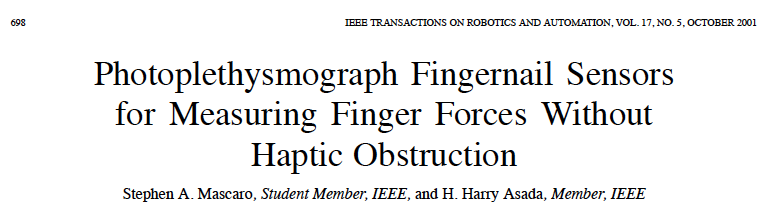 698
IEEE TRANSACTIONS ON ROBOTICS AND AUTOMATION, VOL. 17, NO. 5, OCTOBER 2001
Photoplethysmograph Fingernail Sensors
for Measuring Finger Forces Without
Haptic Obstruction
Stephen A. Mascaro, Student Member, IEEE, and H. Harry Asada, Member, IEEE